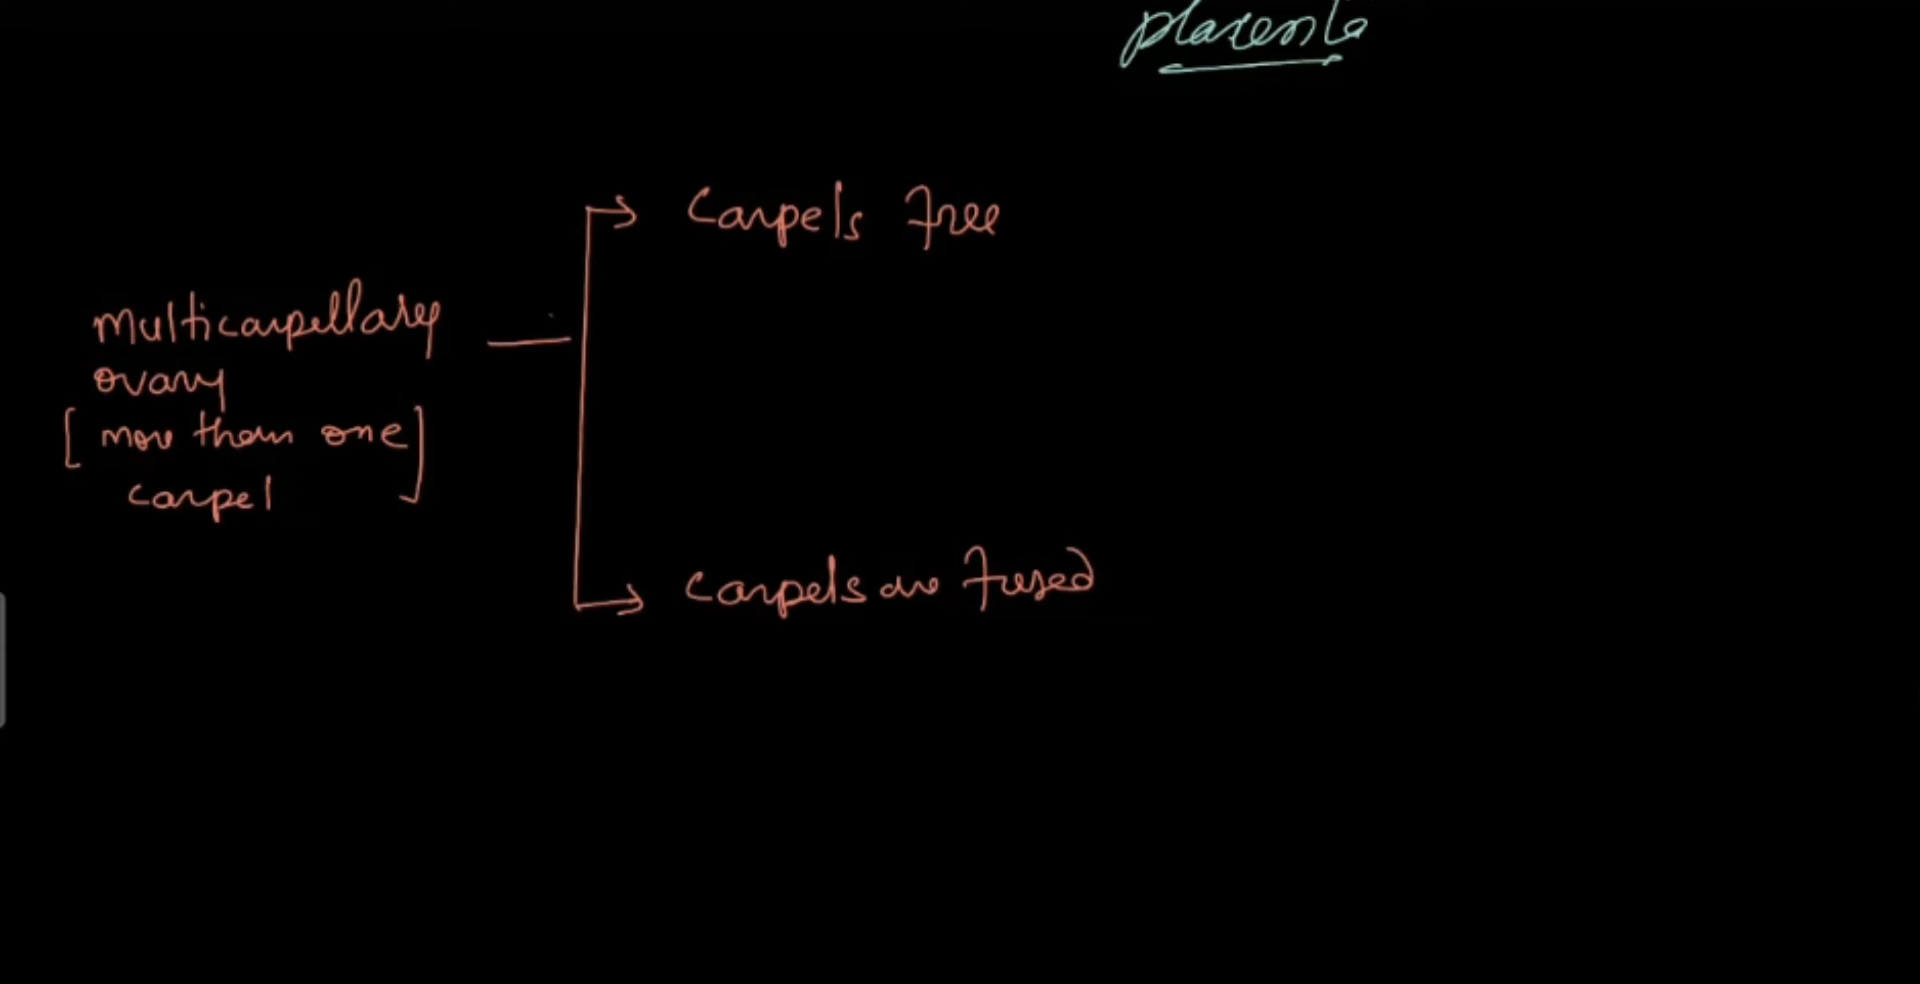 placenta
Carpels free
multicarpellary
ovary
[more than one]
carpel
Carpels are fused